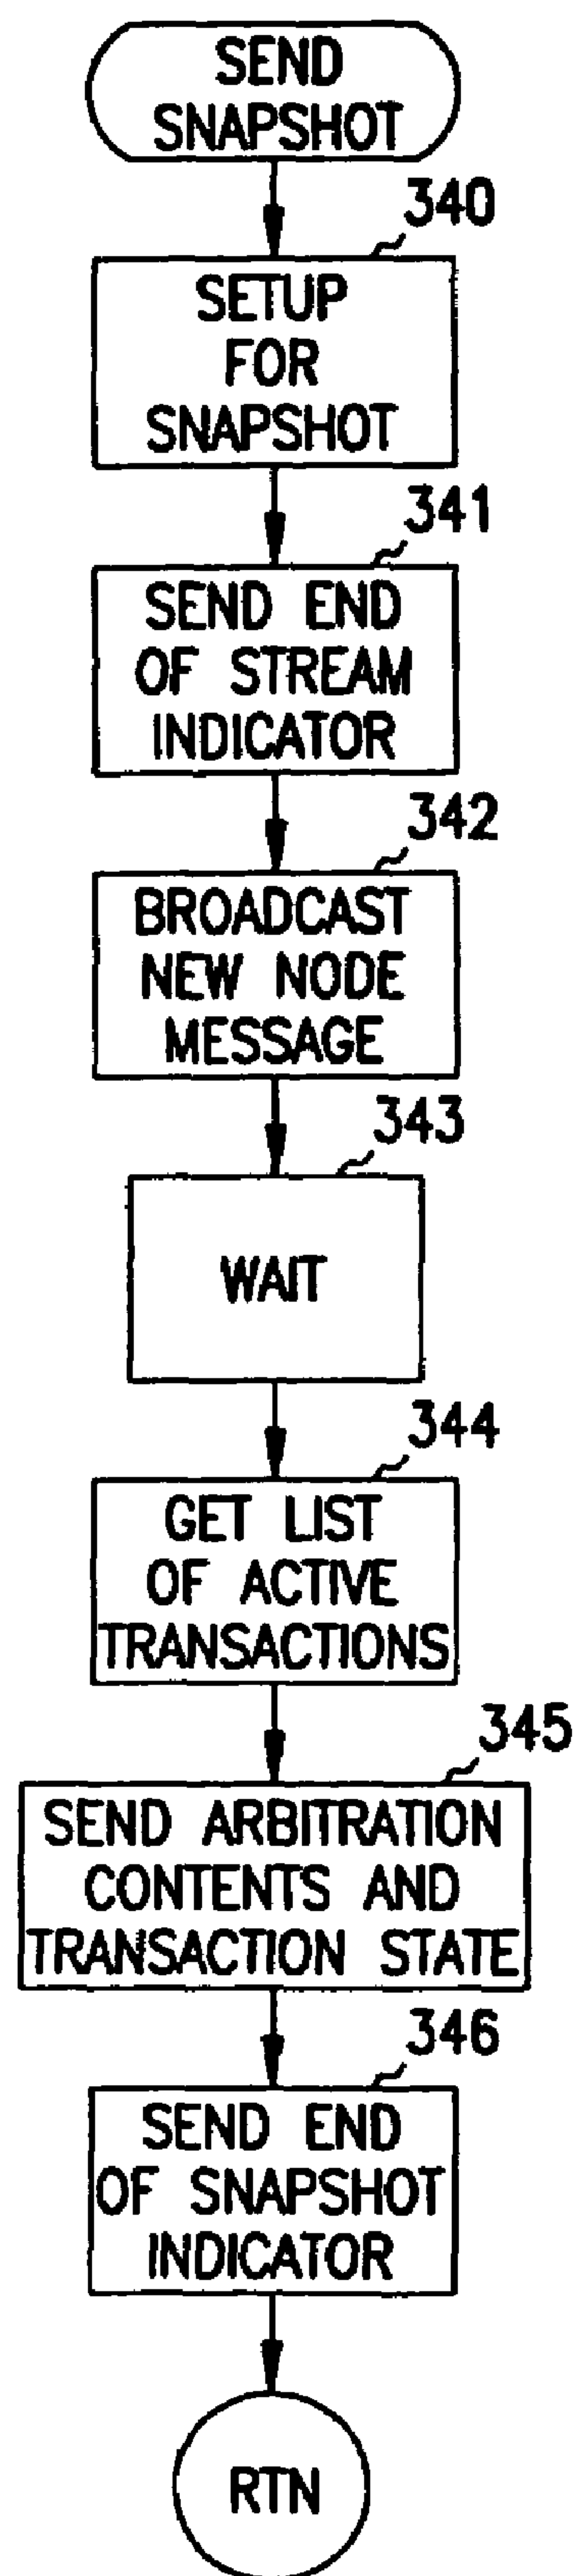 SEND
SNAPSHOT
340
SETUP
FOR
SNAPSHOT
341
SEND END
OF STREAM
INDICATOR
342
BROADCAST
NEW NODE
MESSAGE
343
WAIT
344
GET LIST
OF ACTIVE
TRANSACTIONS
345
SEND ARBITRATION
CONTENTS AND
TRANSACTION STATE
346
SEND END
OF SNAPSHOT
INDICATOR
RTN